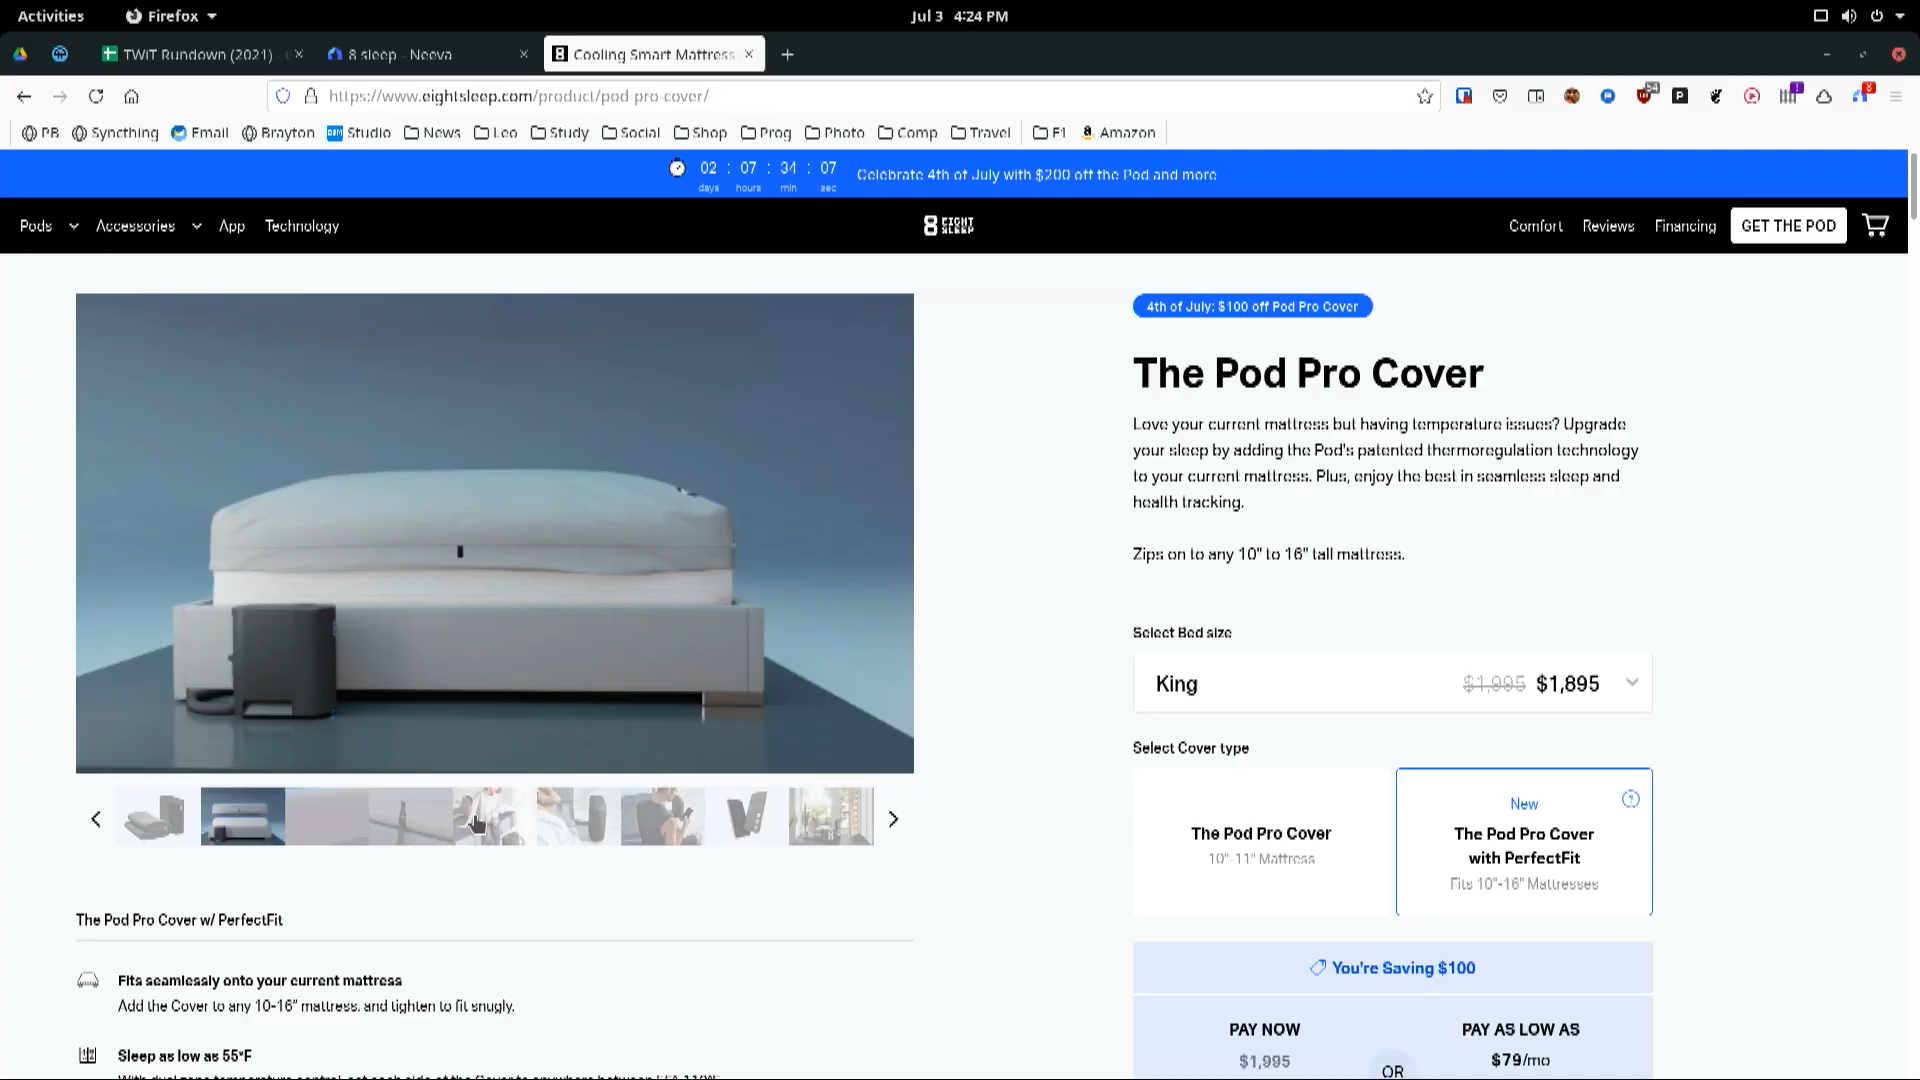 Activities
Firefox
Jul 3 4:24 PM
TWiT Rundown (2021) -
8 sleep - Neeva
Cooling Smart Mattress
https://www.eightsleep.com/product/pod-pro-cover/
PB
Syncthing
Email
Brayton
Studio
News
Leo
Study
Social
Shop
Prog
Photo
Comp
Travel
F1
Amazon
02 : 07 : 34 : 07
days hours min sec
Celebrate 4th of July with $200 off the Pod and more
Pods
Accessories
App
Technology
8 EIGHT SLEEP
Comfort
Reviews
Financing
GET THE POD
4th of July: $100 off Pod Pro Cover
The Pod Pro Cover
Love your current mattress but having temperature issues? Upgrade
your sleep by adding the Pod's patented thermoregulation technology
to your current mattress. Plus, enjoy the best in seamless sleep and
health tracking.
Zips on to any 10" to 16" tall mattress.
Select Bed size
King $1,995 $1,895
Select Cover type
The Pod Pro Cover
10"-11" Mattress
New
The Pod Pro Cover
with PerfectFit
Fits 10"-16" Mattresses
You're Saving $100
PAY NOW
$1,995
OR
PAY AS LOW AS
$79/mo
The Pod Pro Cover w/ PerfectFit
Fits seamlessly onto your current mattress
Add the Cover to any 10-16" mattress, and tighten to fit snugly.
Sleep as low as 55°F